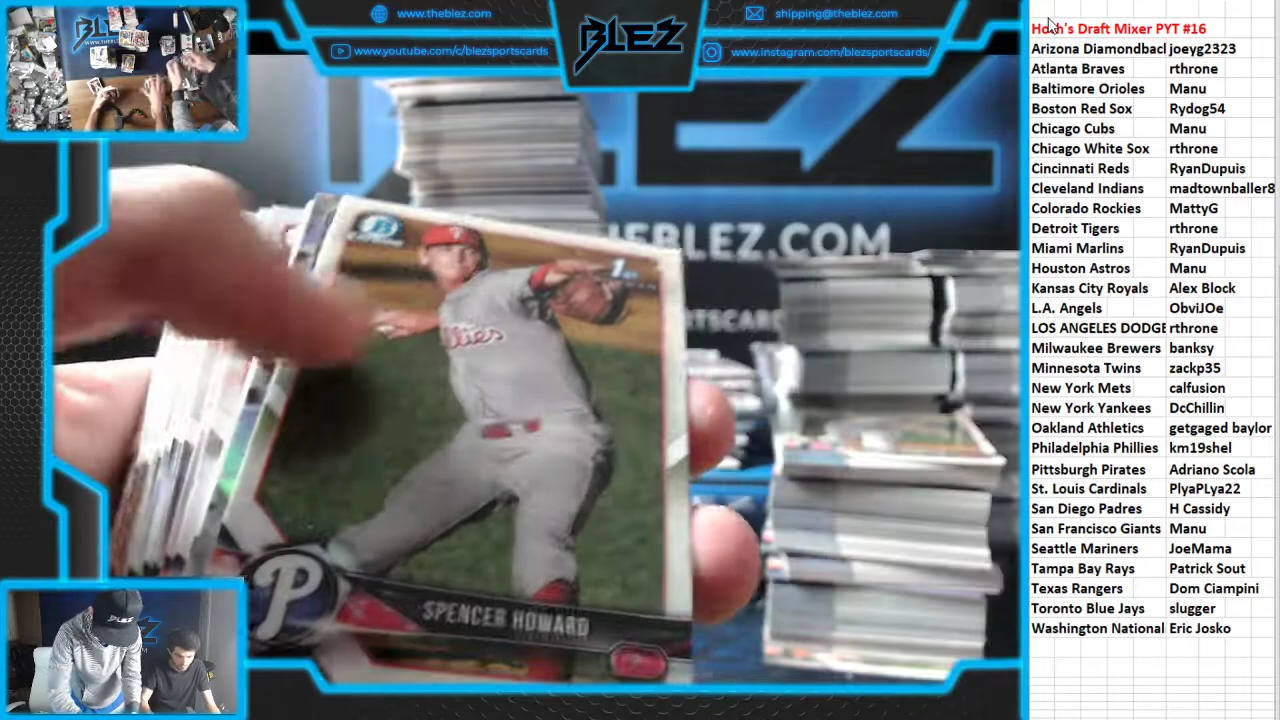 www.theblez.com
shipping@theblez.com
www.youtube.com/c/blezsportscards
BLEZ
www.instagram.com/blezsportscards/
BLEZ
THEBLEZ.COM
1st
Phillies
P
SPENCER HOWARD
P
Draft Mixer PYT #16
Arizona Diamondbacl joeyg2323
Atlanta Braves rthrone
Baltimore Orioles Manu
Boston Red Sox Rydog54
Chicago Cubs Manu
Chicago White Sox rthrone
Cincinnati Reds RyanDupuis
Cleveland Indians madtownballer8
Colorado Rockies MattyG
Detroit Tigers rthrone
Miami Marlins RyanDupuis
Houston Astros Manu
Kansas City Royals Alex Block
L.A. Angels ObviJOe
LOS ANGELES DODGE rthrone
Milwaukee Brewers banksy
Minnesota Twins zackp35
New York Mets calfusion
New York Yankees DcChillin
Oakland Athletics getgaged baylor
Philadelphia Phillies km19shel
Pittsburgh Pirates Adriano Scola
St. Louis Cardinals PlyaPLya22
San Diego Padres H Cassidy
San Francisco Giants Manu
Seattle Mariners JoeMama
Tampa Bay Rays Patrick Sout
Texas Rangers Dom Ciampini
Toronto Blue Jays slugger
Washington National Eric Josko